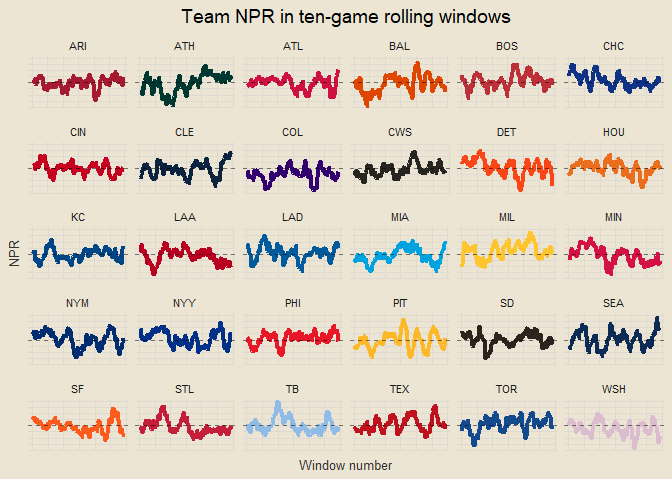 Team NPR in ten-game rolling windows
ARI ATH ATL BAL BOS CHC
CIN CLE COL CWS DET HOU
KC LAA LAD MIA MIL MIN
NPR
NYM NYY PHI PIT SD SEA
SF STL TB TEX TOR WSH
Window number